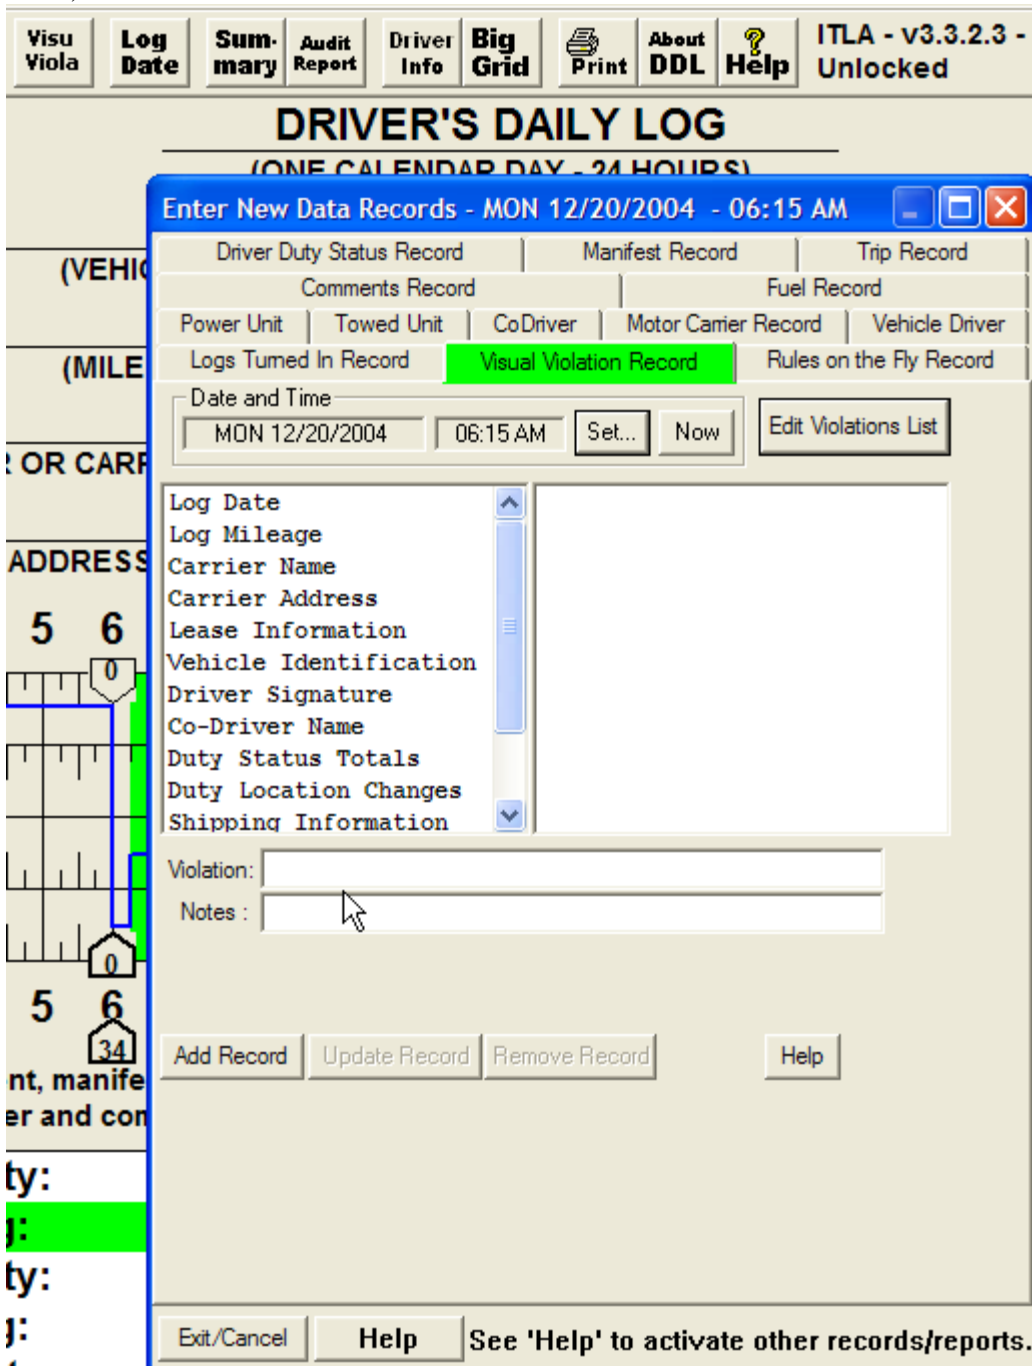 Visu Viola Log Date Sum- mary Audit Report Driver Info Big Grid Print About DDL Help ITLA - v3.3.2.3 - Unlocked
DRIVER'S DAILY LOG
(ONE CALENDAR DAY - 24 HOURS)
Enter New Data Records - MON 12/20/2004 - 06:15 AM
Driver Duty Status Record Manifest Record Trip Record
(VEHIC
Comments Record Fuel Record
Power Unit Towed Unit CoDriver Motor Carrier Record Vehicle Driver
(MILE
Logs Turned In Record Visual Violation Record Rules on the Fly Record
Date and Time
MON 12/20/2004 06:15 AM Set... Now Edit Violations List
OR CARR
Log Date
Log Mileage
ADDRESS
Carrier Name
Carrier Address
5 6
Lease Information
Vehicle Identification
0
Driver Signature
Co-Driver Name
Duty Status Totals
Duty Location Changes
Shipping Information
Violation:
Notes :
0
5 6
34
Add Record Update Record Remove Record Help
nt, manife
er and con
ty:
g:
ty:
g:
Exit/Cancel Help See 'Help' to activate other records/reports.